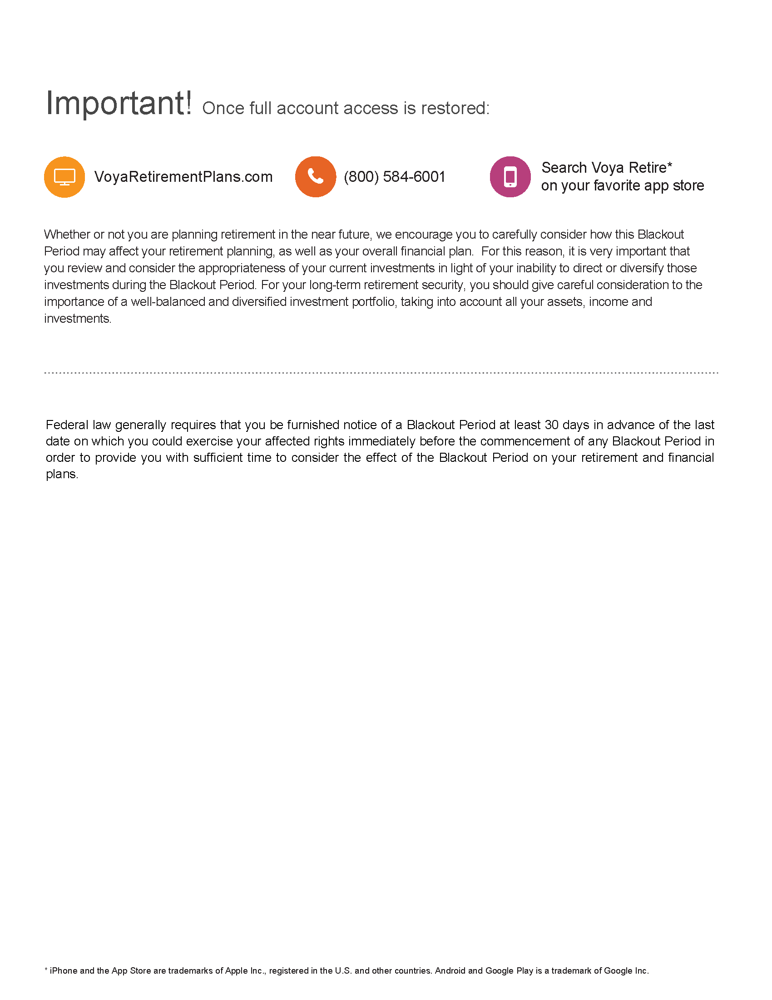 Important! Once full account access is restored:
VoyaRetirementPlans.com
(800) 584-6001
Search Voya Retire*
on your favorite app store
Whether or not you are planning retirement in the near future, we encourage you to carefully consider how this Blackout
Period may affect your retirement planning, as well as your overall financial plan.  For this reason, it is very important that
you review and consider the appropriateness of your current investments in light of your inability to direct or diversify those
investments during the Blackout Period. For your long-term retirement security, you should give careful consideration to the
importance of a well-balanced and diversified investment portfolio, taking into account all your assets, income and
investments.
Federal law generally requires that you be furnished notice of a Blackout Period at least 30 days in advance of the last
date on which you could exercise your affected rights immediately before the commencement of any Blackout Period in
order to provide you with sufficient time to consider the effect of the Blackout Period on your retirement and financial
plans.
* iPhone and the App Store are trademarks of Apple Inc., registered in the U.S. and other countries. Android and Google Play is a trademark of Google Inc.